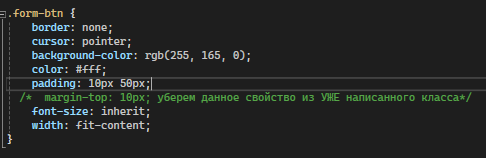 .form-btn {
border: none;
cursor: pointer;
background-color: rgb(255, 165, 0);
color: #fff;
padding: 10px 50px;
/*  margin-top: 10px; уберем данное свойство из УЖЕ написанного класса*/
font-size: inherit;
width: fit-content;
}